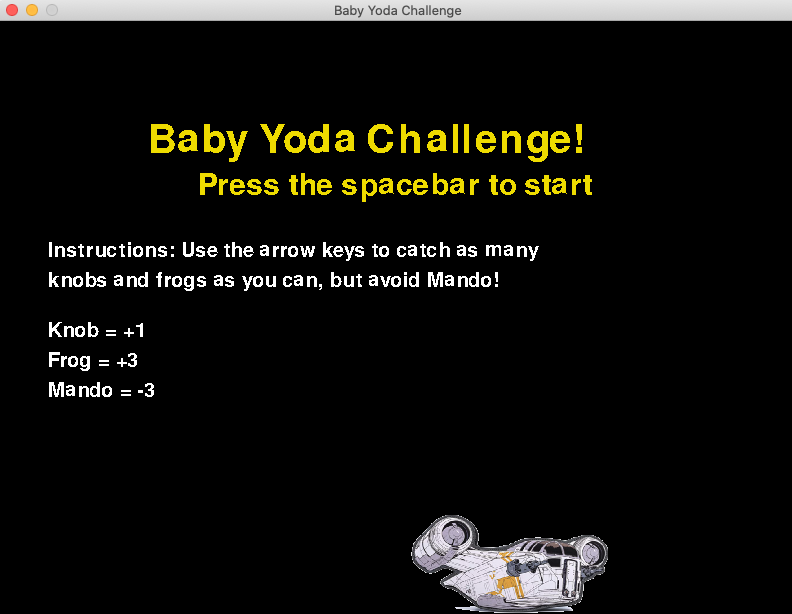 Baby Yoda Challenge
Baby Yoda Challenge!
Press the spacebar to start
Instructions: Use the arrow keys to catch as many
knobs and frogs as you can, but avoid Mando!
Knob = +1
Frog = +3
Mando = -3